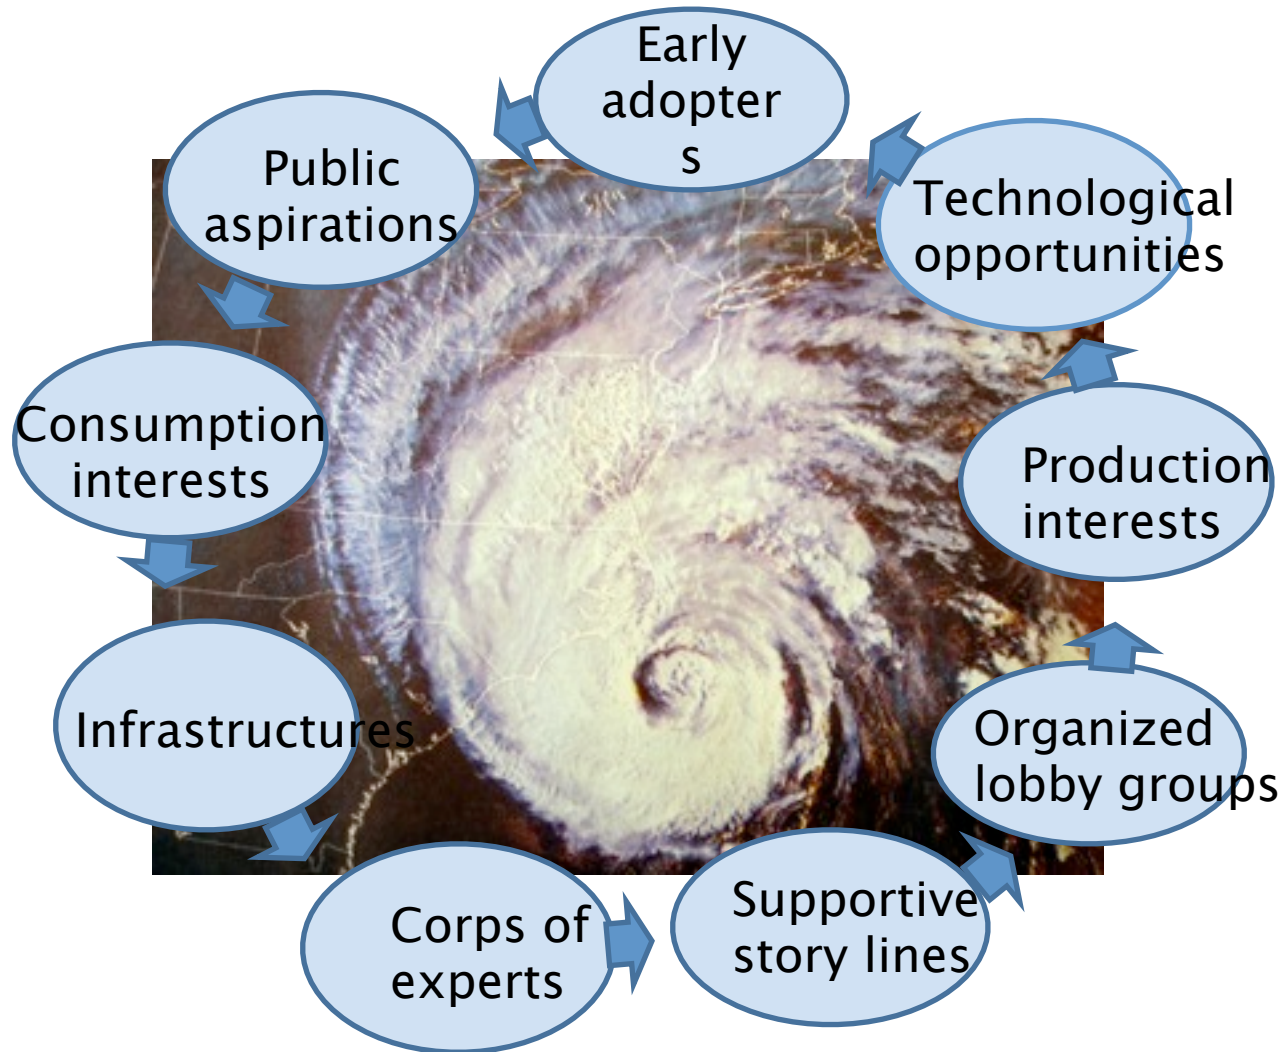 Early
adopter
s
Public
aspirations
Technological
opportunities
Consumption
interests
Production
interests
Infrastructures
Organized
lobby groups
Corps of
experts
Supportive
story lines